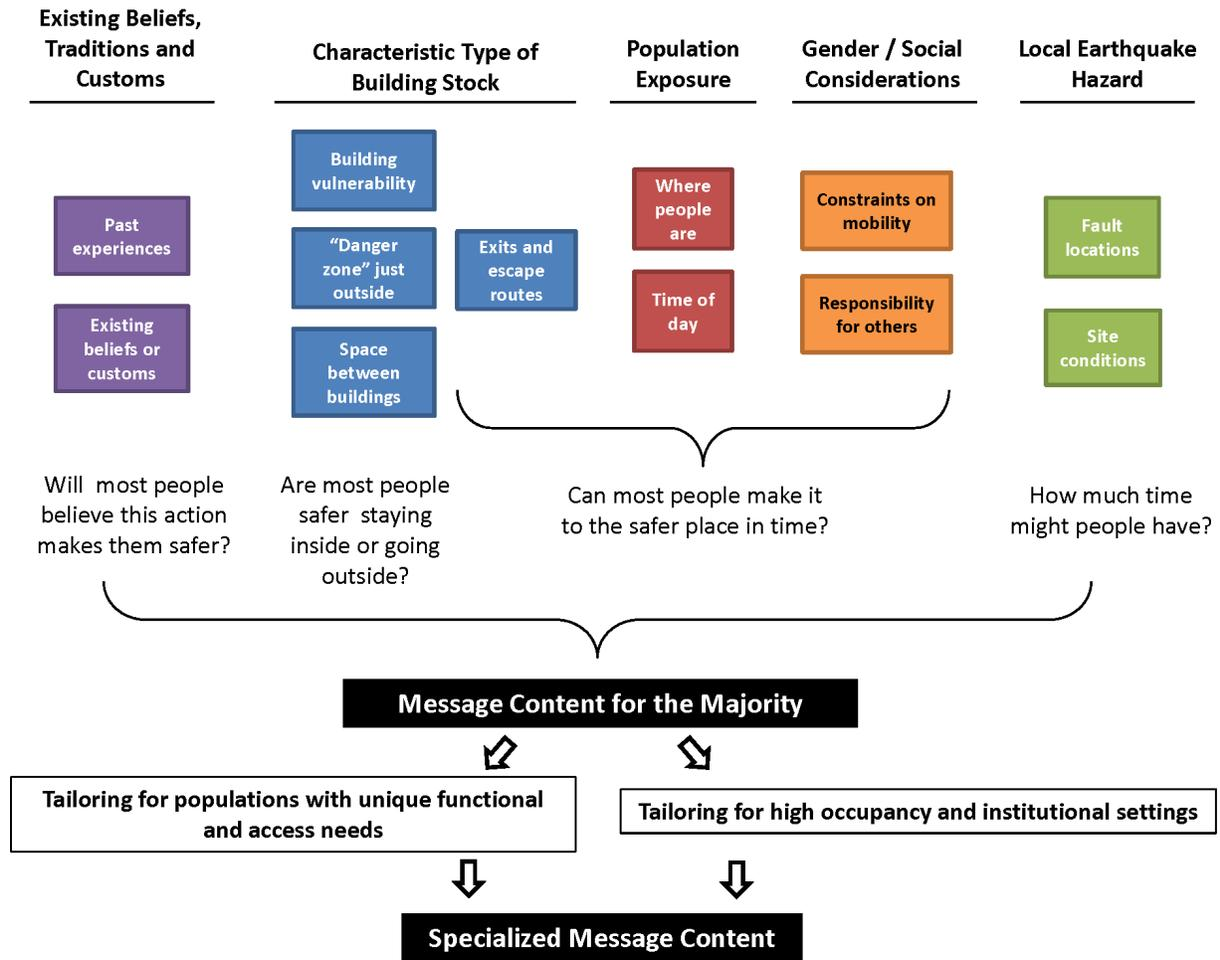 Existing Beliefs,
Traditions and
Customs
Characteristic Type of
Building Stock
Population
Exposure
Gender / Social
Considerations
Local Earthquake
Hazard
Past
experiences
Existing
beliefs or
customs
Building
vulnerability
“Danger
zone” just
outside
Space
between
buildings
Exits and
escape
routes
Where
people
are
Time of
day
Constraints on
mobility
Responsibility
for others
Fault
locations
Site
conditions
Will most people
believe this action
makes them safer?
Are most people
safer staying
inside or going
outside?
Can most people make it
to the safer place in time?
How much time
might people have?
Message Content for the Majority
Tailoring for populations with unique functional
and access needs
Tailoring for high occupancy and institutional settings
Specialized Message Content